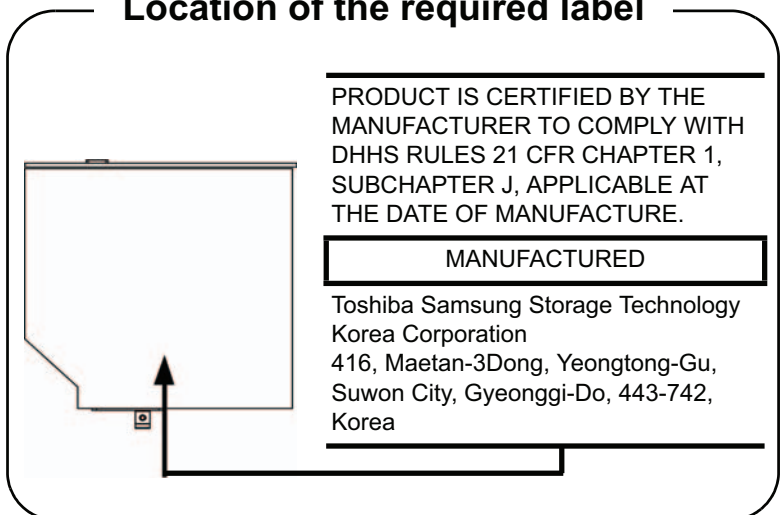 Location of the required label
PRODUCT IS CERTIFIED BY THE
MANUFACTURER TO COMPLY WITH
DHHS RULES 21 CFR CHAPTER 1,
SUBCHAPTER J, APPLICABLE AT
THE DATE OF MANUFACTURE.
MANUFACTURED
Toshiba Samsung Storage Technology
Korea Corporation
416, Maetan-3Dong, Yeongtong-Gu,
Suwon City, Gyeonggi-Do, 443-742,
Korea